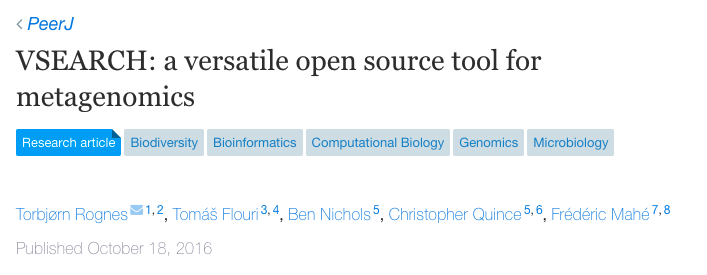 < PeerJ
VSEARCH: a versatile open source tool for
metagenomics
Research article Biodiversity Bioinformatics Computational Biology Genomics Microbiology
Torbjørn Rognes 1, 2, Tomáš Flouri 3, 4, Ben Nichols 5, Christopher Quince 5, 6, Frédéric Mahé 7, 8
Published October 18, 2016